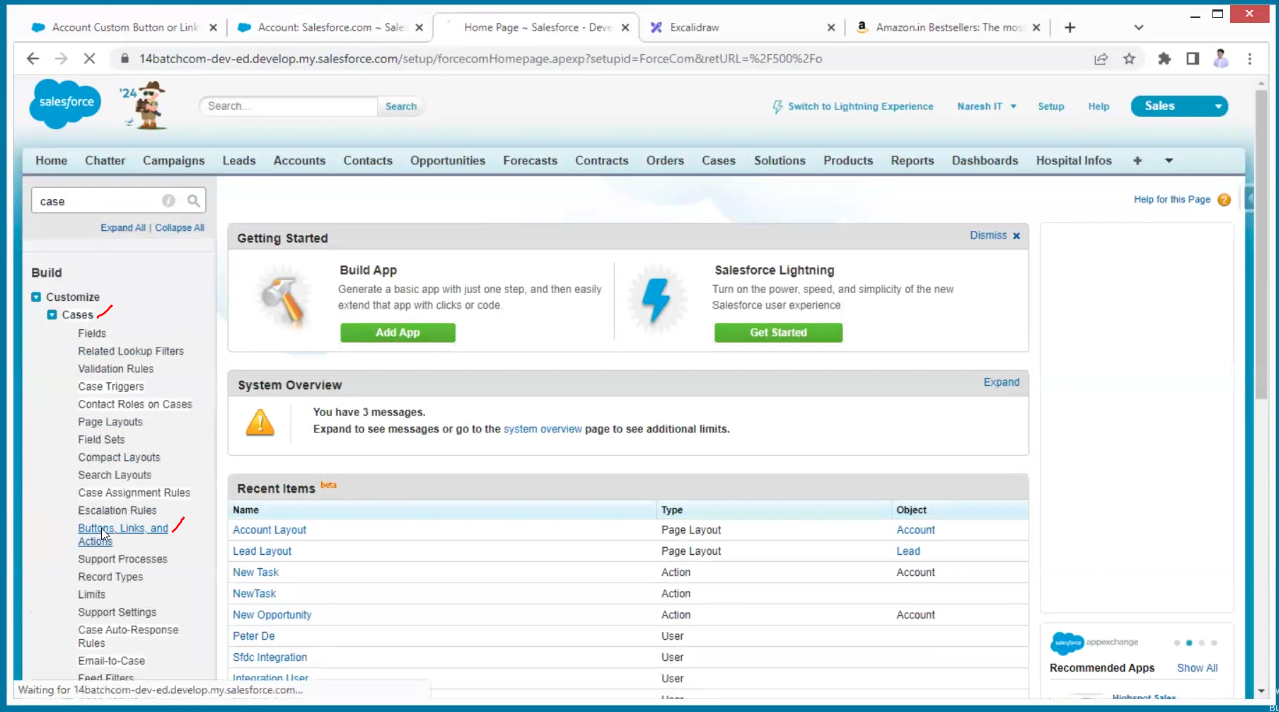 Account Custom Button or Link
Account: Salesforce.com ~ Sale
Home Page ~ Salesforce - Deve
Excalidraw
Amazon.in Bestsellers: The mos
14batchcom-dev-ed.develop.my.salesforce.com/setup/forcecomHomepage.apexp?setupid=ForceCom&retURL=%2F500%2Fo
salesforce
'24
Search...
Search
Switch to Lightning Experience
Naresh IT
Setup
Help
Sales
Home
Chatter
Campaigns
Leads
Accounts
Contacts
Opportunities
Forecasts
Contracts
Orders
Cases
Solutions
Products
Reports
Dashboards
Hospital Infos
+
case
Expand All | Collapse All
Build
Customize
Cases
Fields
Related Lookup Filters
Validation Rules
Case Triggers
Contact Roles on Cases
Page Layouts
Field Sets
Compact Layouts
Search Layouts
Case Assignment Rules
Escalation Rules
Buttons, Links, and
Actions
Support Processes
Record Types
Limits
Support Settings
Case Auto-Response
Rules
Email-to-Case
Feed Filters
Help for this Page
Getting Started
Dismiss
Build App
Generate a basic app with just one step, and then easily
extend that app with clicks or code.
Add App
Salesforce Lightning
Turn on the power, speed, and simplicity of the new
Salesforce user experience
Get Started
System Overview
Expand
You have 3 messages.
Expand to see messages or go to the system overview page to see additional limits.
Recent Items beta
Name Type Object
Account Layout Page Layout Account
Lead Layout Page Layout Lead
New Task Action Account
NewTask Action
New Opportunity Action Account
Peter De User
Sfdc Integration User
Integration User User
salesforce appexchange
Recommended Apps Show All
Highspot Sales
Waiting for 14batchcom-dev-ed.develop.my.salesforce.com...